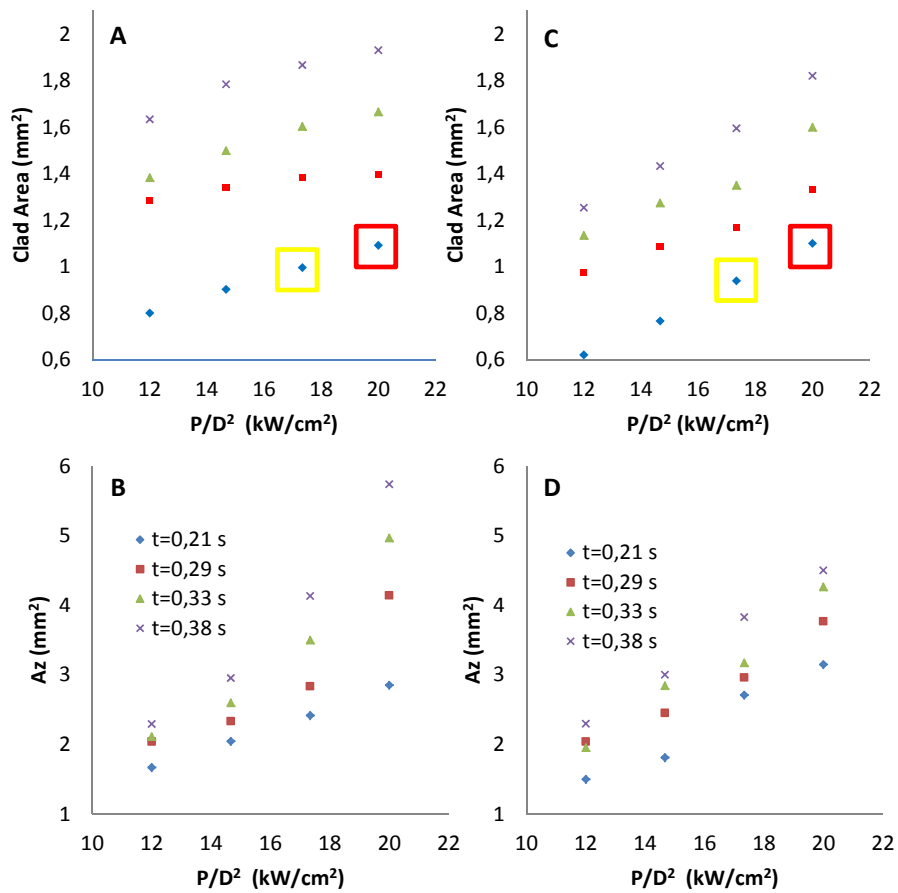 A
Clad Area (mm²)
2
1,8
1,6
1,4
1,2
1
0,8
0,6
10 12 14 16 18 20 22
P/D² (kW/cm²)
C
Clad Area (mm²)
2
1,8
1,6
1,4
1,2
1
0,8
0,6
10 12 14 16 18 20 22
P/D² (kW/cm²)
B
Az (mm²)
6
5
4
3
2
1
t=0,21 s
t=0,29 s
t=0,33 s
t=0,38 s
10 12 14 16 18 20 22
P/D² (kW/cm²)
D
Az (mm²)
6
5
4
3
2
1
t=0,21 s
t=0,29 s
t=0,33 s
t=0,38 s
10 12 14 16 18 20 22
P/D² (kW/cm²)